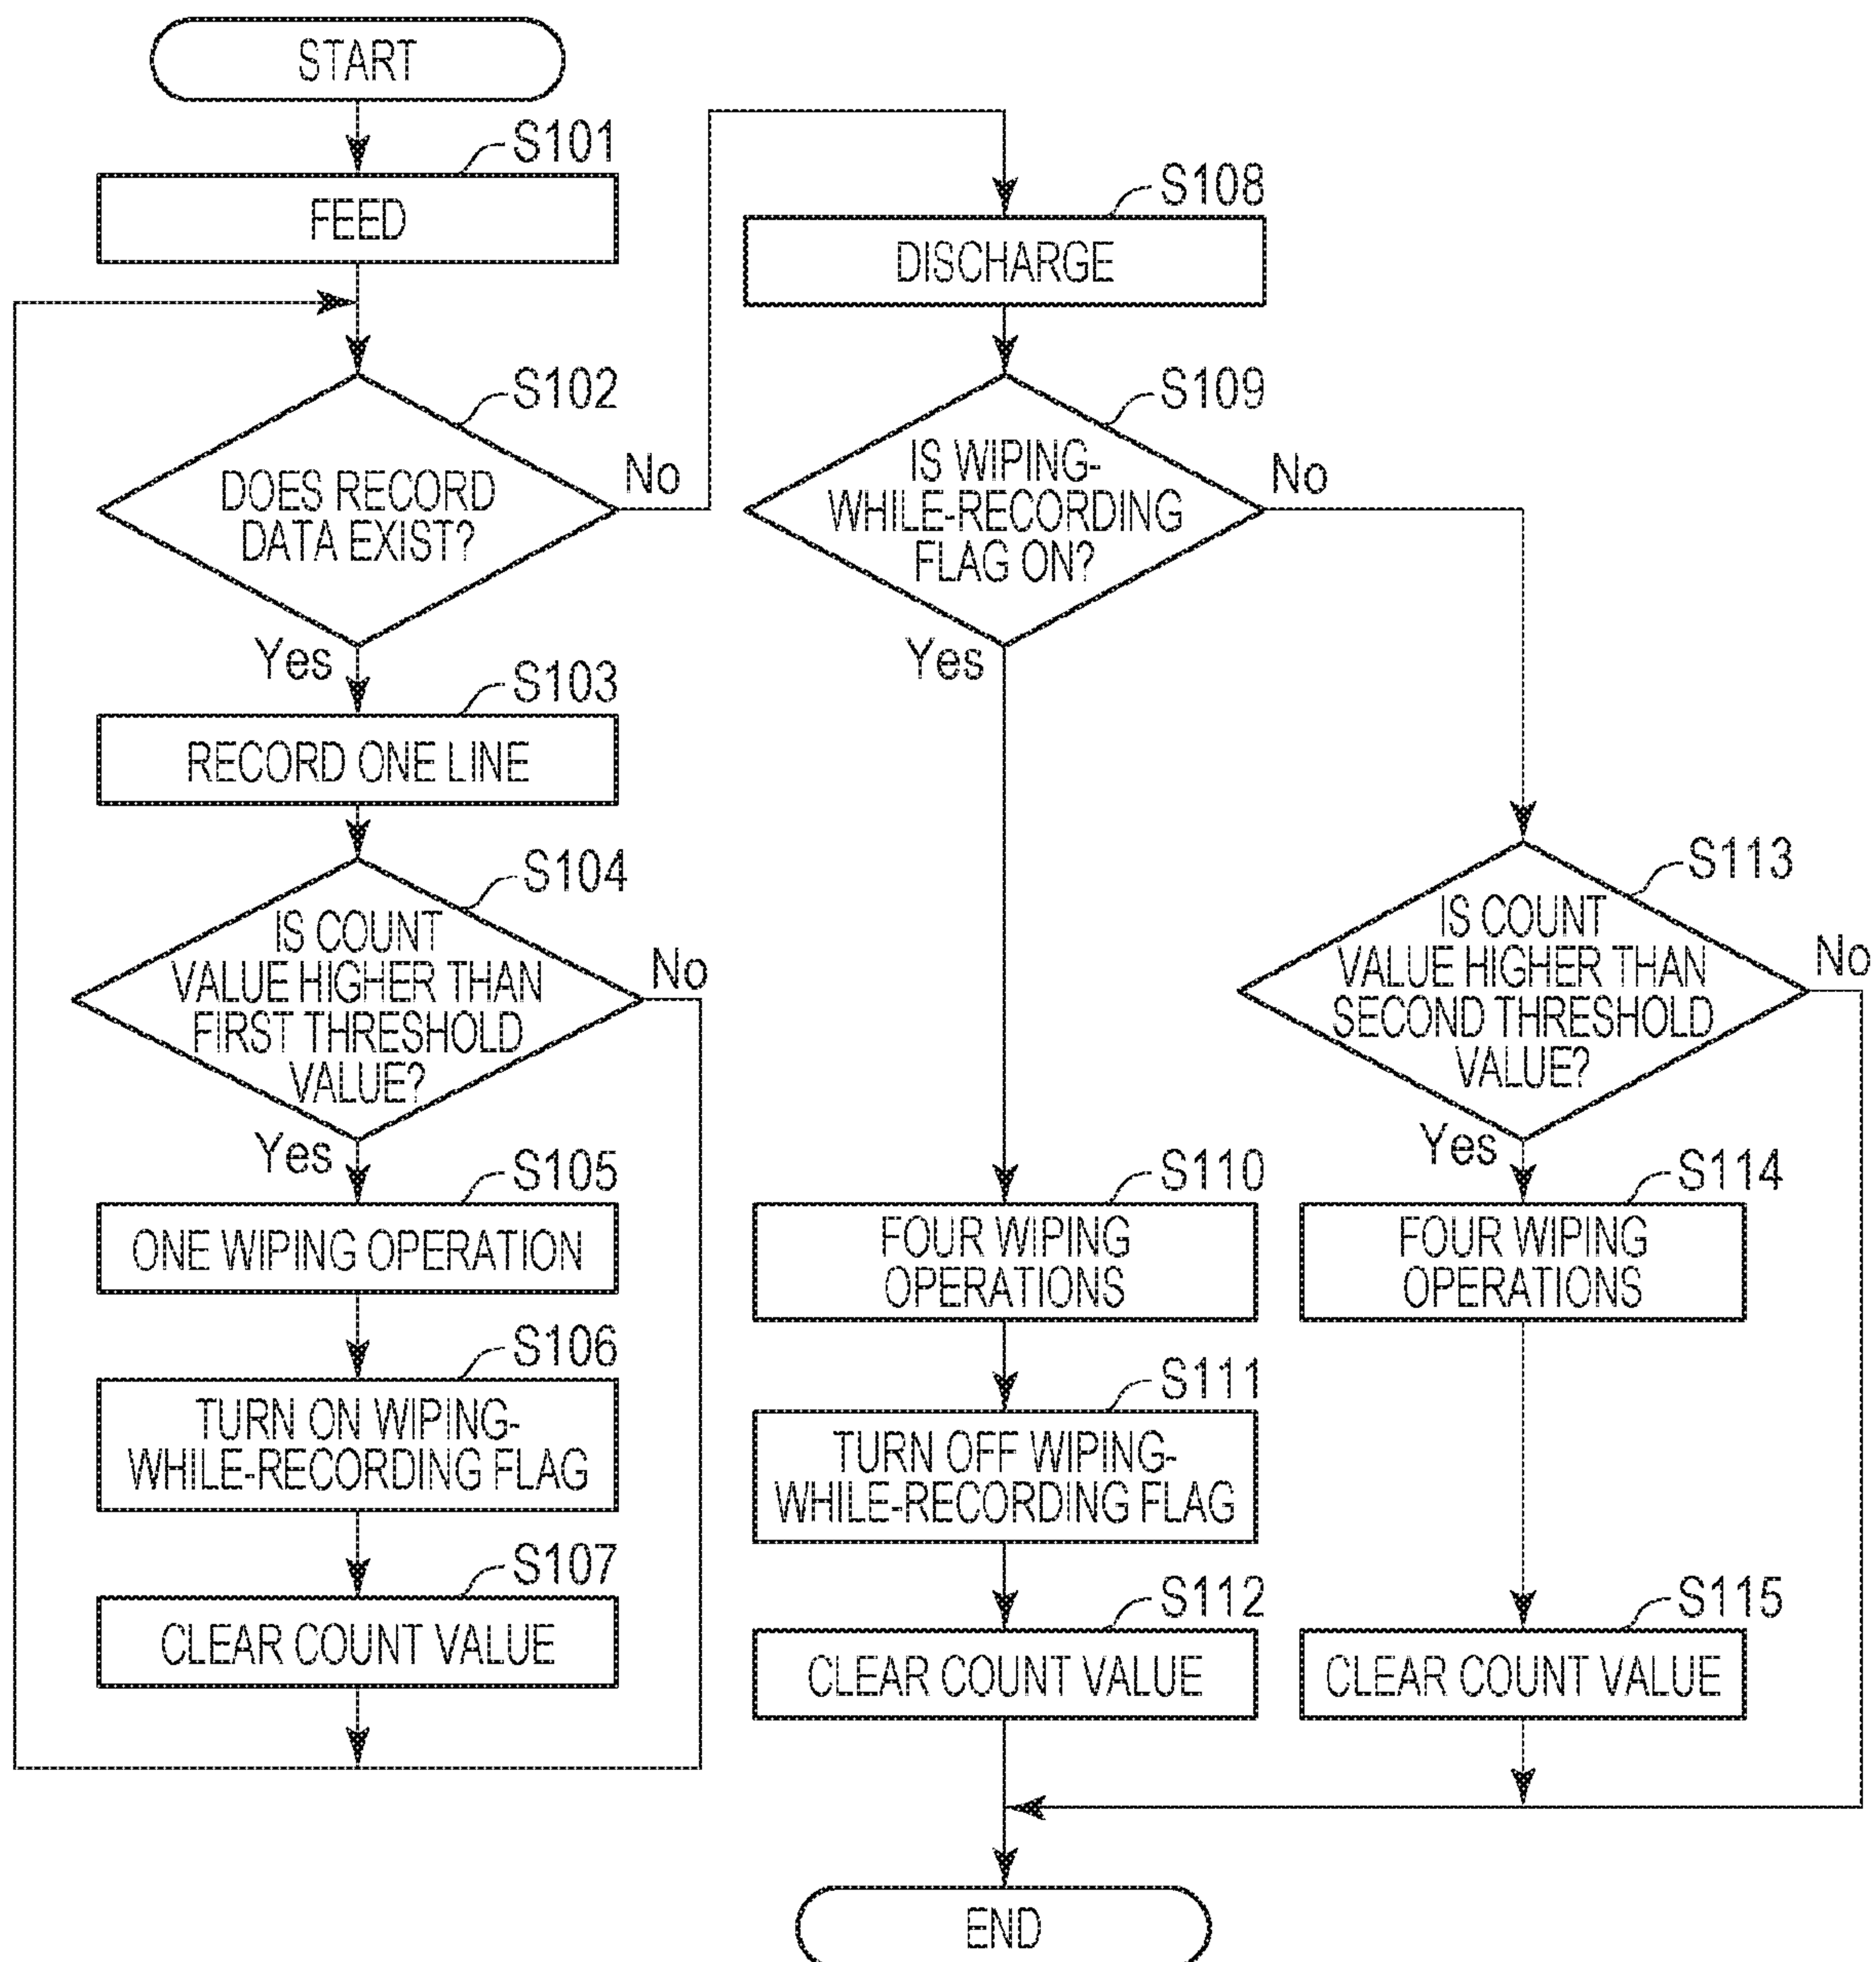 START
S101
FEED
S102
DOES RECORD
DATA EXIST?
No
Yes
S103
RECORD ONE LINE
S104
IS COUNT
VALUE HIGHER THAN
FIRST THRESHOLD
VALUE?
No
Yes
S105
ONE WIPING OPERATION
S106
TURN ON WIPING-
WHILE-RECORDING FLAG
S107
CLEAR COUNT VALUE
S108
DISCHARGE
S109
IS WIPING-
WHILE-RECORDING
FLAG ON?
No
Yes
S110
FOUR WIPING
OPERATIONS
S111
TURN OFF WIPING-
WHILE-RECORDING FLAG
S112
CLEAR COUNT VALUE
S113
IS COUNT
VALUE HIGHER THAN
SECOND THRESHOLD
VALUE?
No
Yes
S114
FOUR WIPING
OPERATIONS
S115
CLEAR COUNT VALUE
END